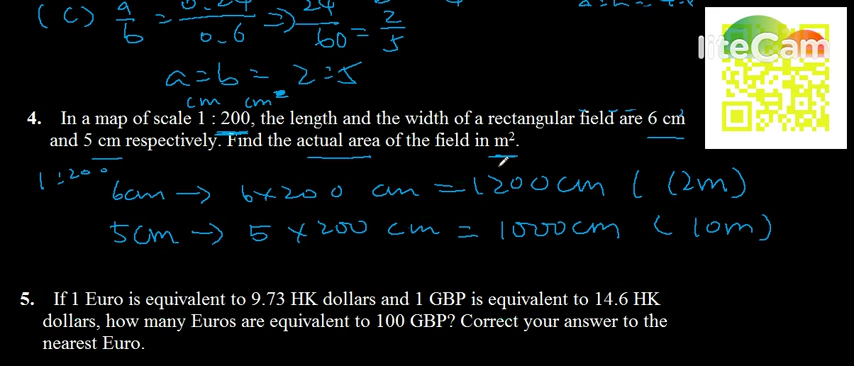 (c) a/b = 0.24/0.6 ⇒ 24/60 = 2/5
a:b = 2:5
cm cm
liteCam
4. In a map of scale 1 : 200, the length and the width of a rectangular field are 6 cm
and 5 cm respectively. Find the actual area of the field in m².
1:200
6cm → 6×200 cm = 1200cm (12m)
5cm → 5 × 200 cm = 1000cm (10m)
5. If 1 Euro is equivalent to 9.73 HK dollars and 1 GBP is equivalent to 14.6 HK
dollars, how many Euros are equivalent to 100 GBP? Correct your answer to the
nearest Euro.